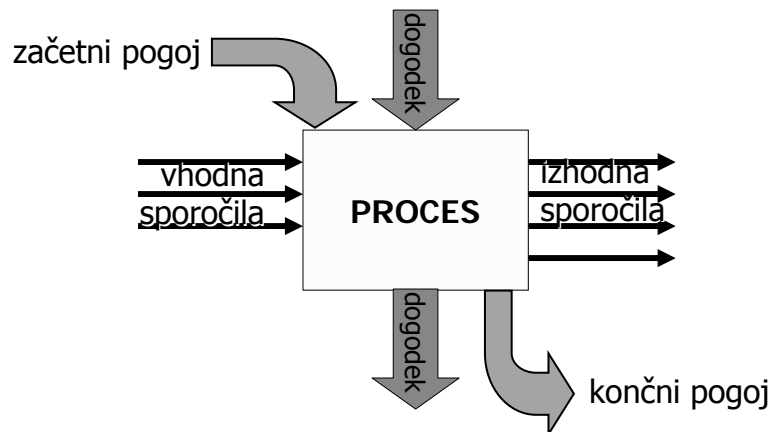 dogodek
začetni pogoj
vhodna
sporočila
PROCES
izhodna
sporočila
dogodek
končni pogoj